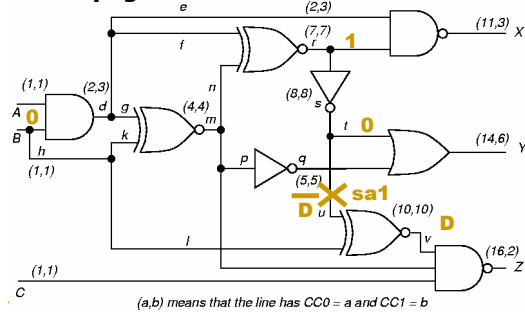 e (2,3) (11,3) X
f (7,7) r 1
n (8,8) s
(1,1) (2,3) (4,4)
A 0 d g m t 0 (14,6)
B k Y
h p q
(1,1) (5,5)
D sa1
u (10,10) D
l v (16,2)
(1,1) Z
C
(a,b) means that the line has CC0 = a and CC1 = b